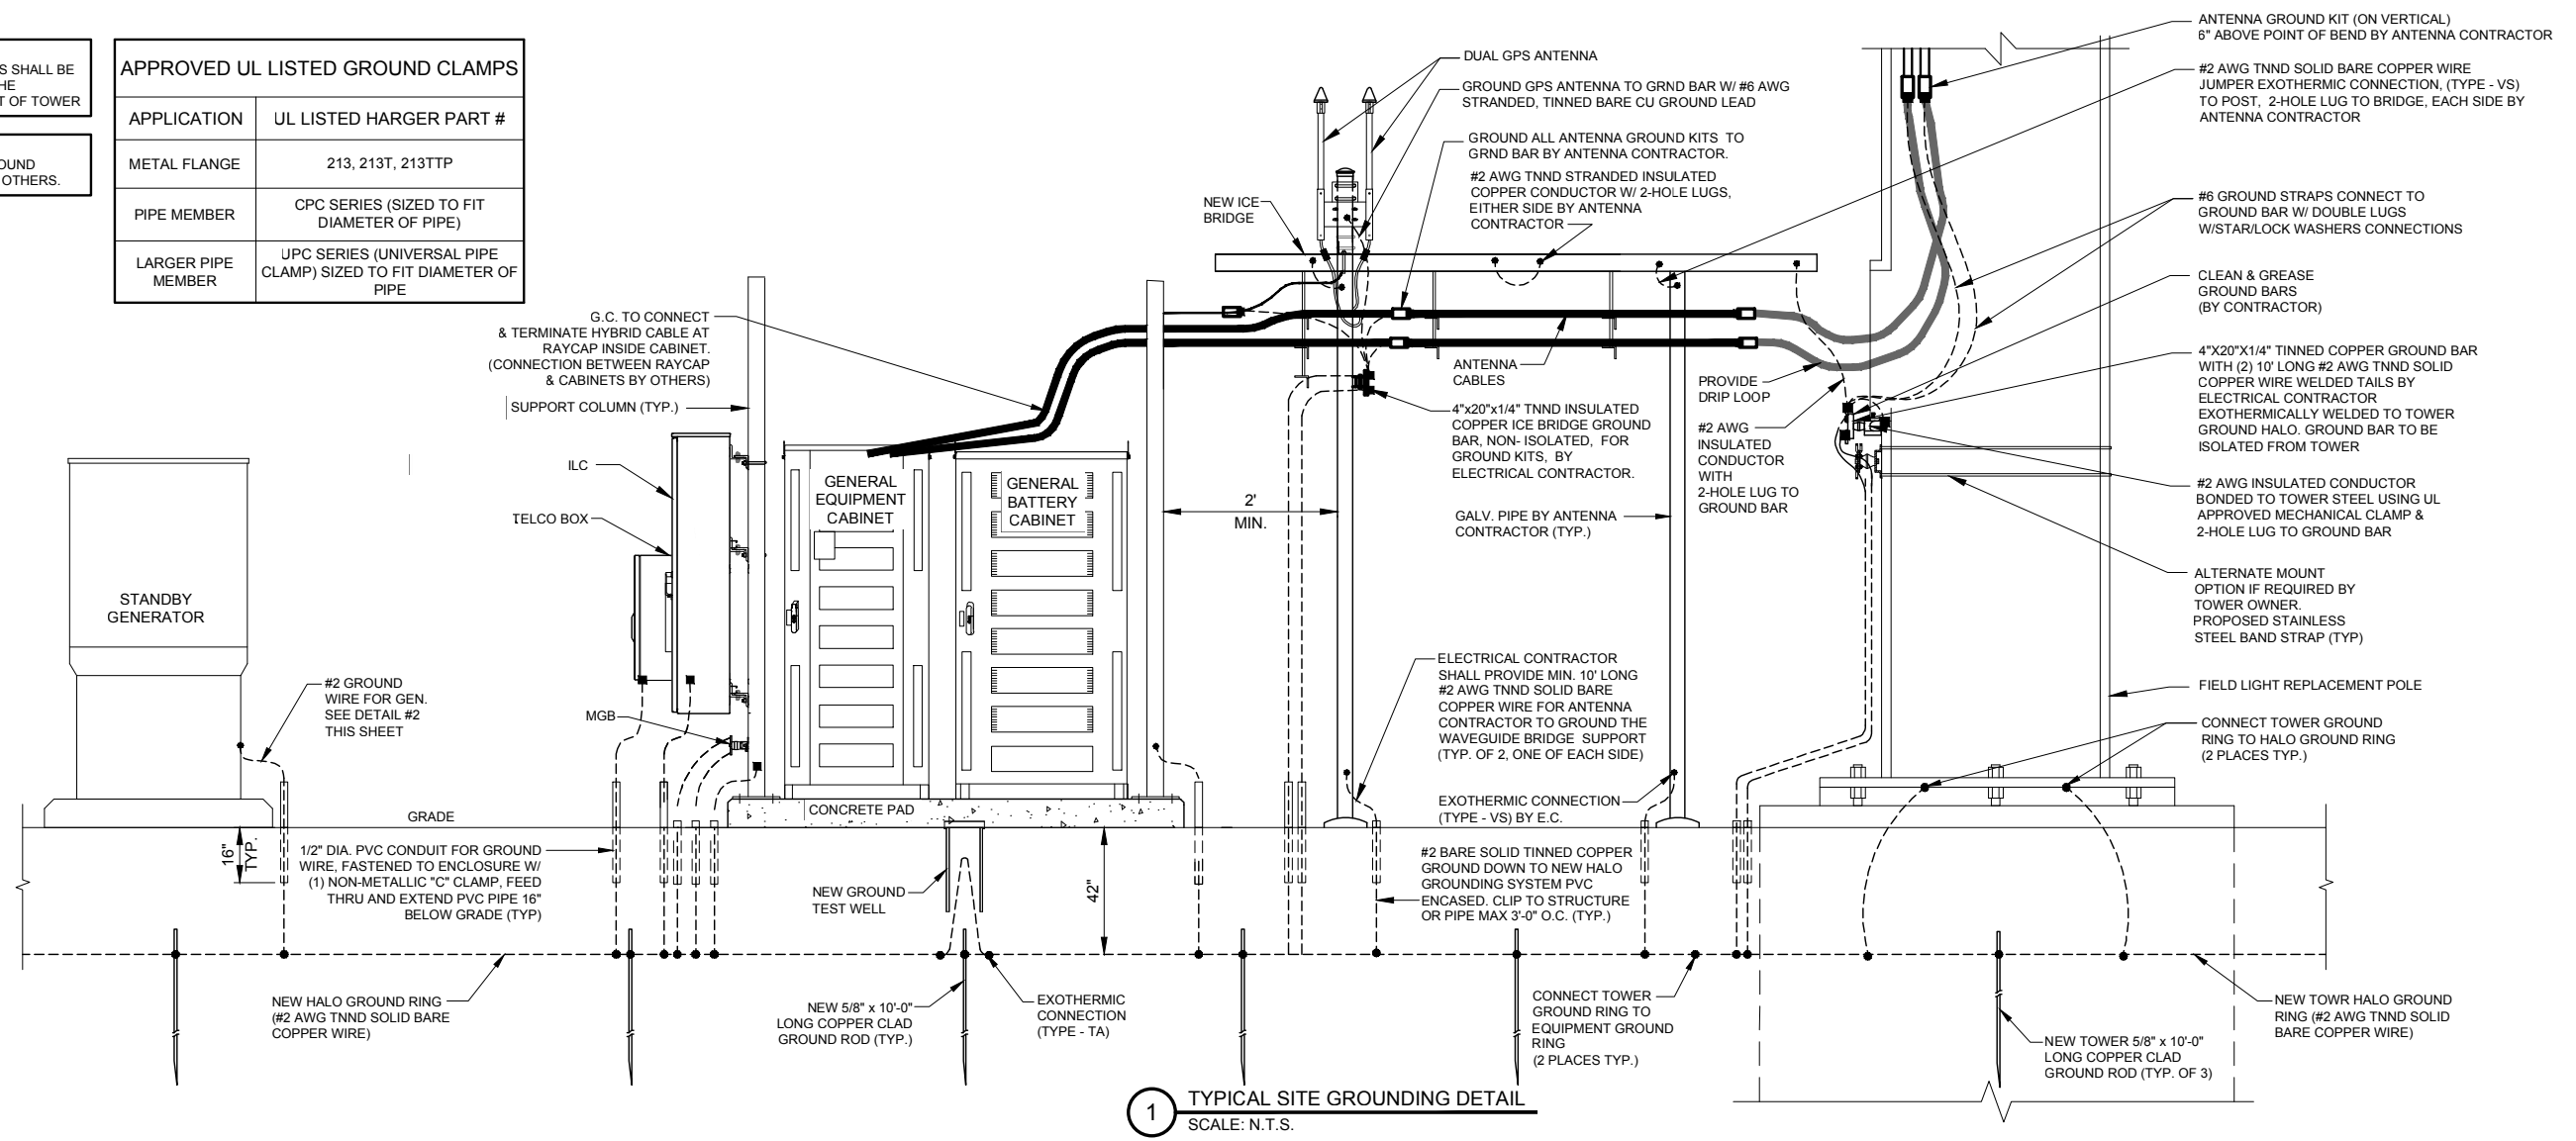 S SHALL BE
HE
T OF TOWER
OUND
OTHERS.
APPROVED UL LISTED GROUND CLAMPS
APPLICATION
UL LISTED HARGER PART #
METAL FLANGE
213, 213T, 213TTP
PIPE MEMBER
CPC SERIES (SIZED TO FIT
DIAMETER OF PIPE)
LARGER PIPE
MEMBER
UPC SERIES (UNIVERSAL PIPE
CLAMP) SIZED TO FIT DIAMETER OF
PIPE
G.C. TO CONNECT
& TERMINATE HYBRID CABLE AT
RAYCAP INSIDE CABINET.
(CONNECTION BETWEEN RAYCAP
& CABINETS BY OTHERS)
SUPPORT COLUMN (TYP.)
ILC
TELCO BOX
MGB
STANDBY
GENERATOR
#2 GROUND
WIRE FOR GEN.
SEE DETAIL #2
THIS SHEET
GENERAL
EQUIPMENT
CABINET
GENERAL
BATTERY
CABINET
CONCRETE PAD
GRADE
16"
TYP.
1/2" DIA. PVC CONDUIT FOR GROUND
WIRE, FASTENED TO ENCLOSURE W/
(1) NON-METALLIC "C" CLAMP, FEED
THRU AND EXTEND PVC PIPE 16"
BELOW GRADE (TYP)
NEW GROUND
TEST WELL
42"
NEW HALO GROUND RING
(#2 AWG TNND SOLID BARE
COPPER WIRE)
NEW 5/8" x 10'-0"
LONG COPPER CLAD
GROUND ROD (TYP.)
EXOTHERMIC
CONNECTION
(TYPE - TA)
DUAL GPS ANTENNA
GROUND GPS ANTENNA TO GRND BAR W/ #6 AWG
STRANDED, TINNED BARE CU GROUND LEAD
GROUND ALL ANTENNA GROUND KITS TO
GRND BAR BY ANTENNA CONTRACTOR.
#2 AWG TNND STRANDED INSULATED
COPPER CONDUCTOR W/ 2-HOLE LUGS,
EITHER SIDE BY ANTENNA
CONTRACTOR
NEW ICE
BRIDGE
2'
MIN.
ANTENNA
CABLES
4"x20"x1/4" TNND INSULATED
COPPER ICE BRIDGE GROUND
BAR, NON- ISOLATED, FOR
GROUND KITS, BY
ELECTRICAL CONTRACTOR.
GALV. PIPE BY ANTENNA
CONTRACTOR (TYP.)
PROVIDE
DRIP LOOP
#2 AWG
INSULATED
CONDUCTOR
WITH
2-HOLE LUG TO
GROUND BAR
ELECTRICAL CONTRACTOR
SHALL PROVIDE MIN. 10' LONG
#2 AWG TNND SOLID BARE
COPPER WIRE FOR ANTENNA
CONTRACTOR TO GROUND THE
WAVEGUIDE BRIDGE SUPPORT
(TYP. OF 2, ONE OF EACH SIDE)
EXOTHERMIC CONNECTION
(TYPE - VS) BY E.C.
#2 BARE SOLID TINNED COPPER
GROUND DOWN TO NEW HALO
GROUNDING SYSTEM PVC
ENCASED. CLIP TO STRUCTURE
OR PIPE MAX 3'-0" O.C. (TYP.)
CONNECT TOWER
GROUND RING TO
EQUIPMENT GROUND
RING
(2 PLACES TYP.)
ANTENNA GROUND KIT (ON VERTICAL)
6" ABOVE POINT OF BEND BY ANTENNA CONTRACTOR
#2 AWG TNND SOLID BARE COPPER WIRE
JUMPER EXOTHERMIC CONNECTION, (TYPE - VS)
TO POST, 2-HOLE LUG TO BRIDGE, EACH SIDE BY
ANTENNA CONTRACTOR
#6 GROUND STRAPS CONNECT TO
GROUND BAR W/ DOUBLE LUGS
W/STAR/LOCK WASHERS CONNECTIONS
CLEAN & GREASE
GROUND BARS
(BY CONTRACTOR)
4"X20"X1/4" TINNED COPPER GROUND BAR
WITH (2) 10' LONG #2 AWG TNND SOLID
COPPER WIRE WELDED TAILS BY
ELECTRICAL CONTRACTOR
EXOTHERMICALLY WELDED TO TOWER
GROUND HALO. GROUND BAR TO BE
ISOLATED FROM TOWER
#2 AWG INSULATED CONDUCTOR
BONDED TO TOWER STEEL USING UL
APPROVED MECHANICAL CLAMP &
2-HOLE LUG TO GROUND BAR
ALTERNATE MOUNT
OPTION IF REQUIRED BY
TOWER OWNER.
PROPOSED STAINLESS
STEEL BAND STRAP (TYP)
FIELD LIGHT REPLACEMENT POLE
CONNECT TOWER GROUND
RING TO HALO GROUND RING
(2 PLACES TYP.)
NEW TOWR HALO GROUND
RING (#2 AWG TNND SOLID
BARE COPPER WIRE)
NEW TOWER 5/8" x 10'-0"
LONG COPPER CLAD
GROUND ROD (TYP. OF 3)
1
TYPICAL SITE GROUNDING DETAIL
SCALE: N.T.S.